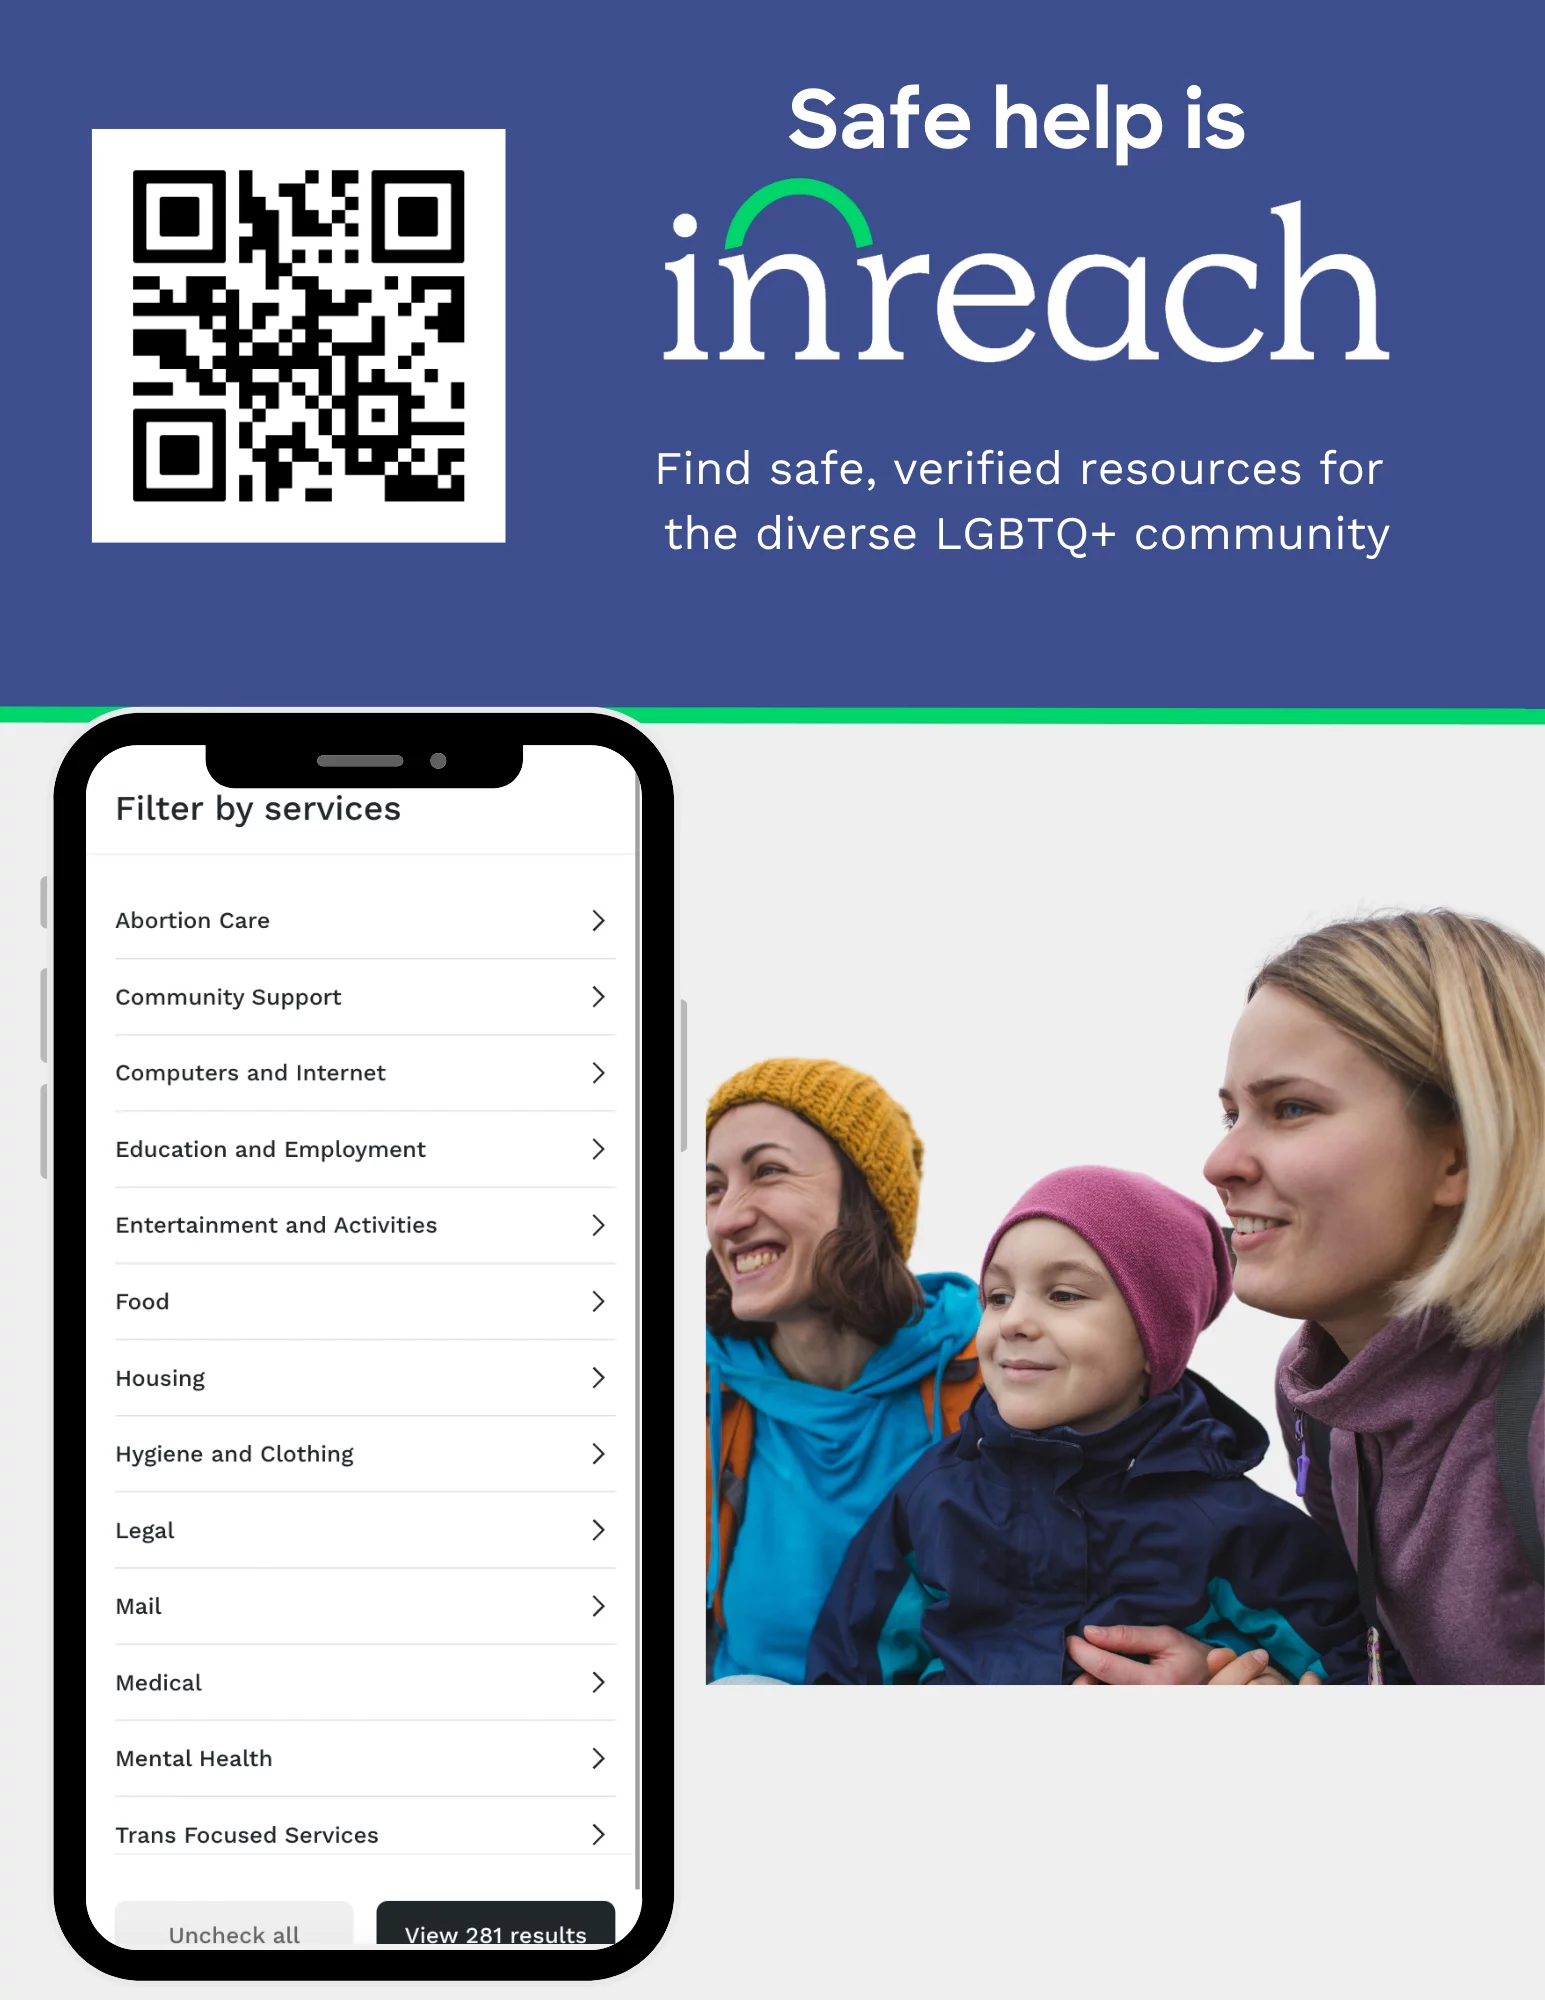 Safe help is
inreach
Find safe, verified resources for
the diverse LGBTQ+ community
Filter by services
Abortion Care
Community Support
Computers and Internet
Education and Employment
Entertainment and Activities
Food
Housing
Hygiene and Clothing
Legal
Mail
Medical
Mental Health
Trans Focused Services
Uncheck all
View 281 results